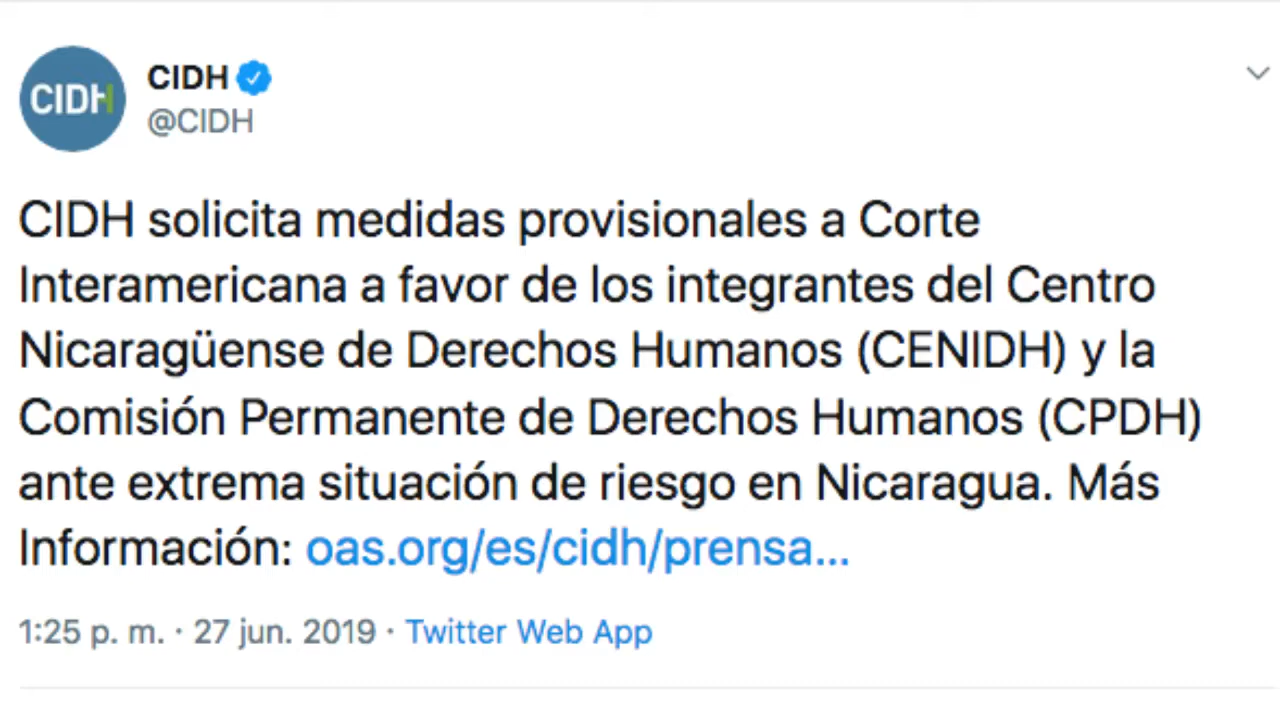 CIDH
CIDH
@CIDH
CIDH solicita medidas provisionales a Corte
Interamericana a favor de los integrantes del Centro
Nicaragüense de Derechos Humanos (CENIDH) y la
Comisión Permanente de Derechos Humanos (CPDH)
ante extrema situación de riesgo en Nicaragua. Más
Información: oas.org/es/cidh/prensa...
1:25 p. m. · 27 jun. 2019 · Twitter Web App